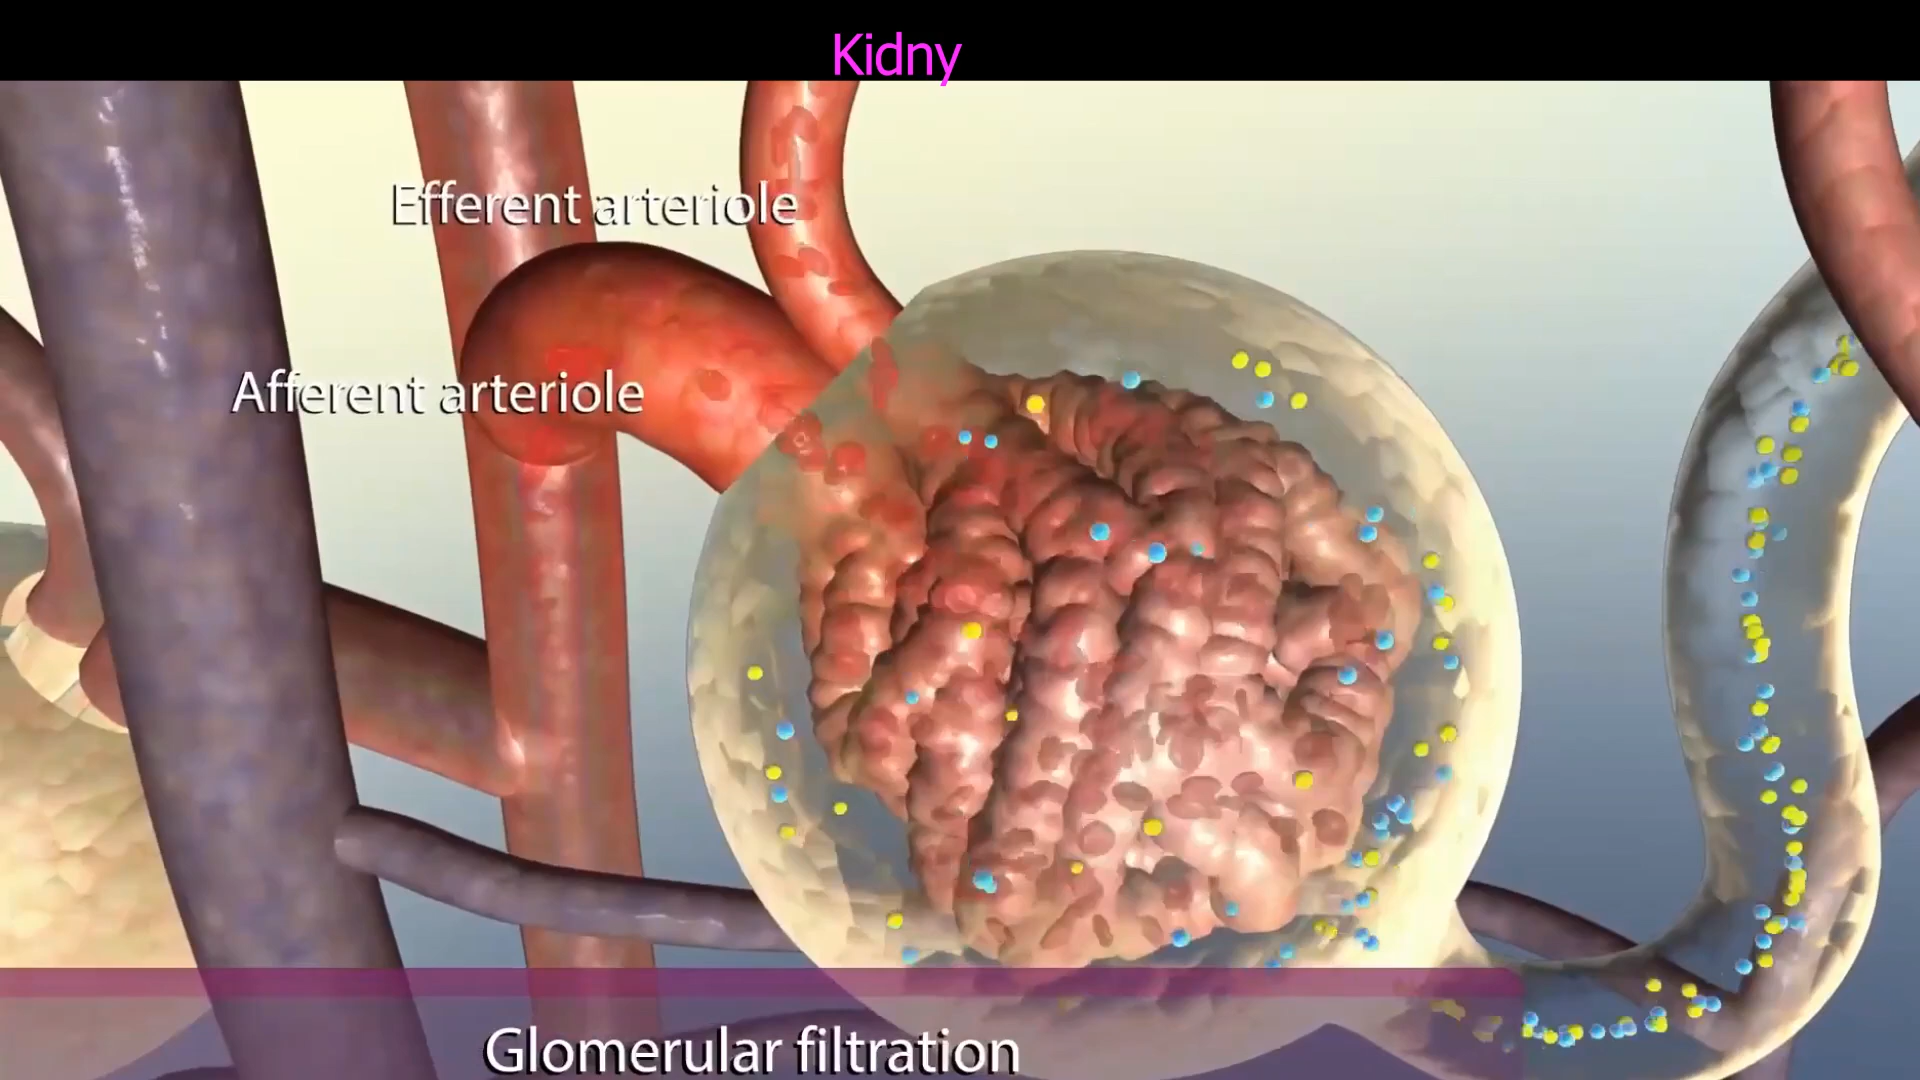 Kidny
Efferent arteriole
Afferent arteriole
Glomerular filtration